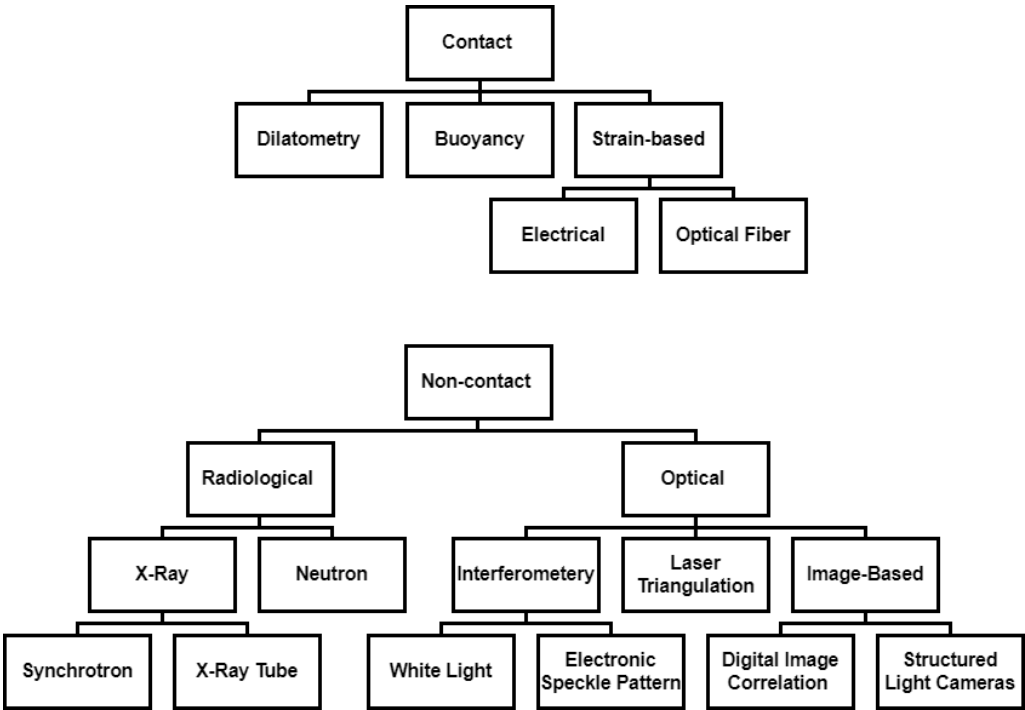 Contact
Dilatometry
Buoyancy
Strain-based
Electrical
Optical Fiber
Non-contact
Radiological
Optical
X-Ray
Neutron
Interferometery
Laser
Triangulation
Image-Based
Synchrotron
X-Ray Tube
White Light
Electronic
Speckle Pattern
Digital Image
Correlation
Structured
Light Cameras